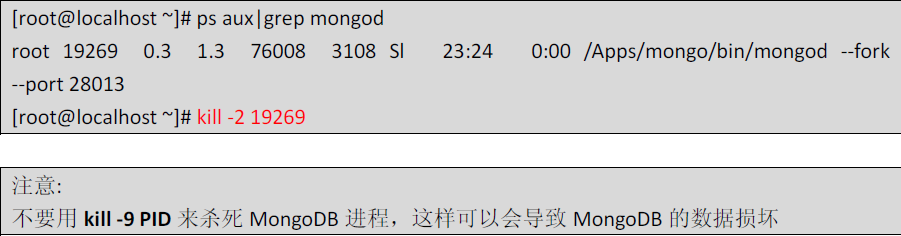 [root@localhost ~]# ps aux|grep mongod
root 19269 0.3 1.3 76008 3108 Sl 23:24 0:00 /Apps/mongo/bin/mongod --fork
--port 28013
[root@localhost ~]# kill -2 19269
注意:
不要用 kill -9 PID 来杀死 MongoDB 进程，这样可以会导致 MongoDB 的数据损坏